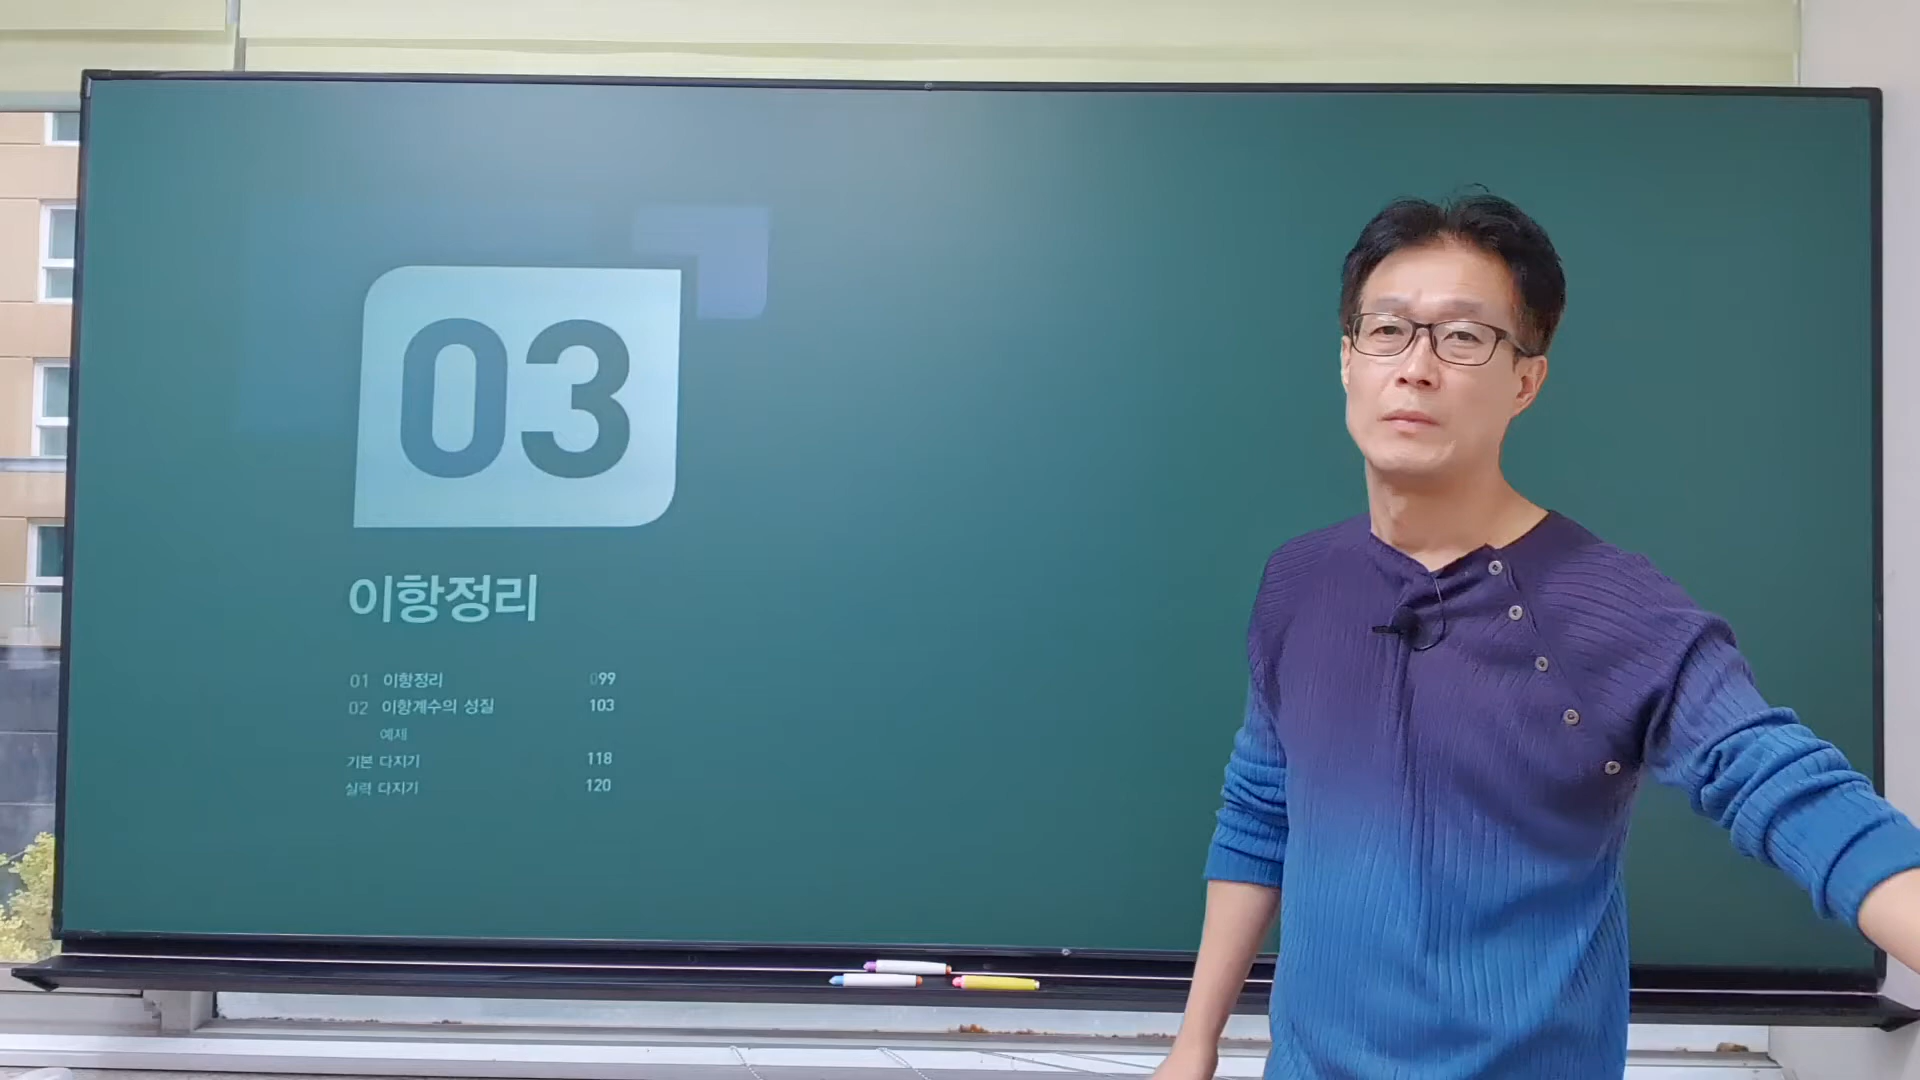 03
이항정리
01 이항정리 099
02 이항계수의 성질 103
예제
기본 다지기 118
실력 다지기 120